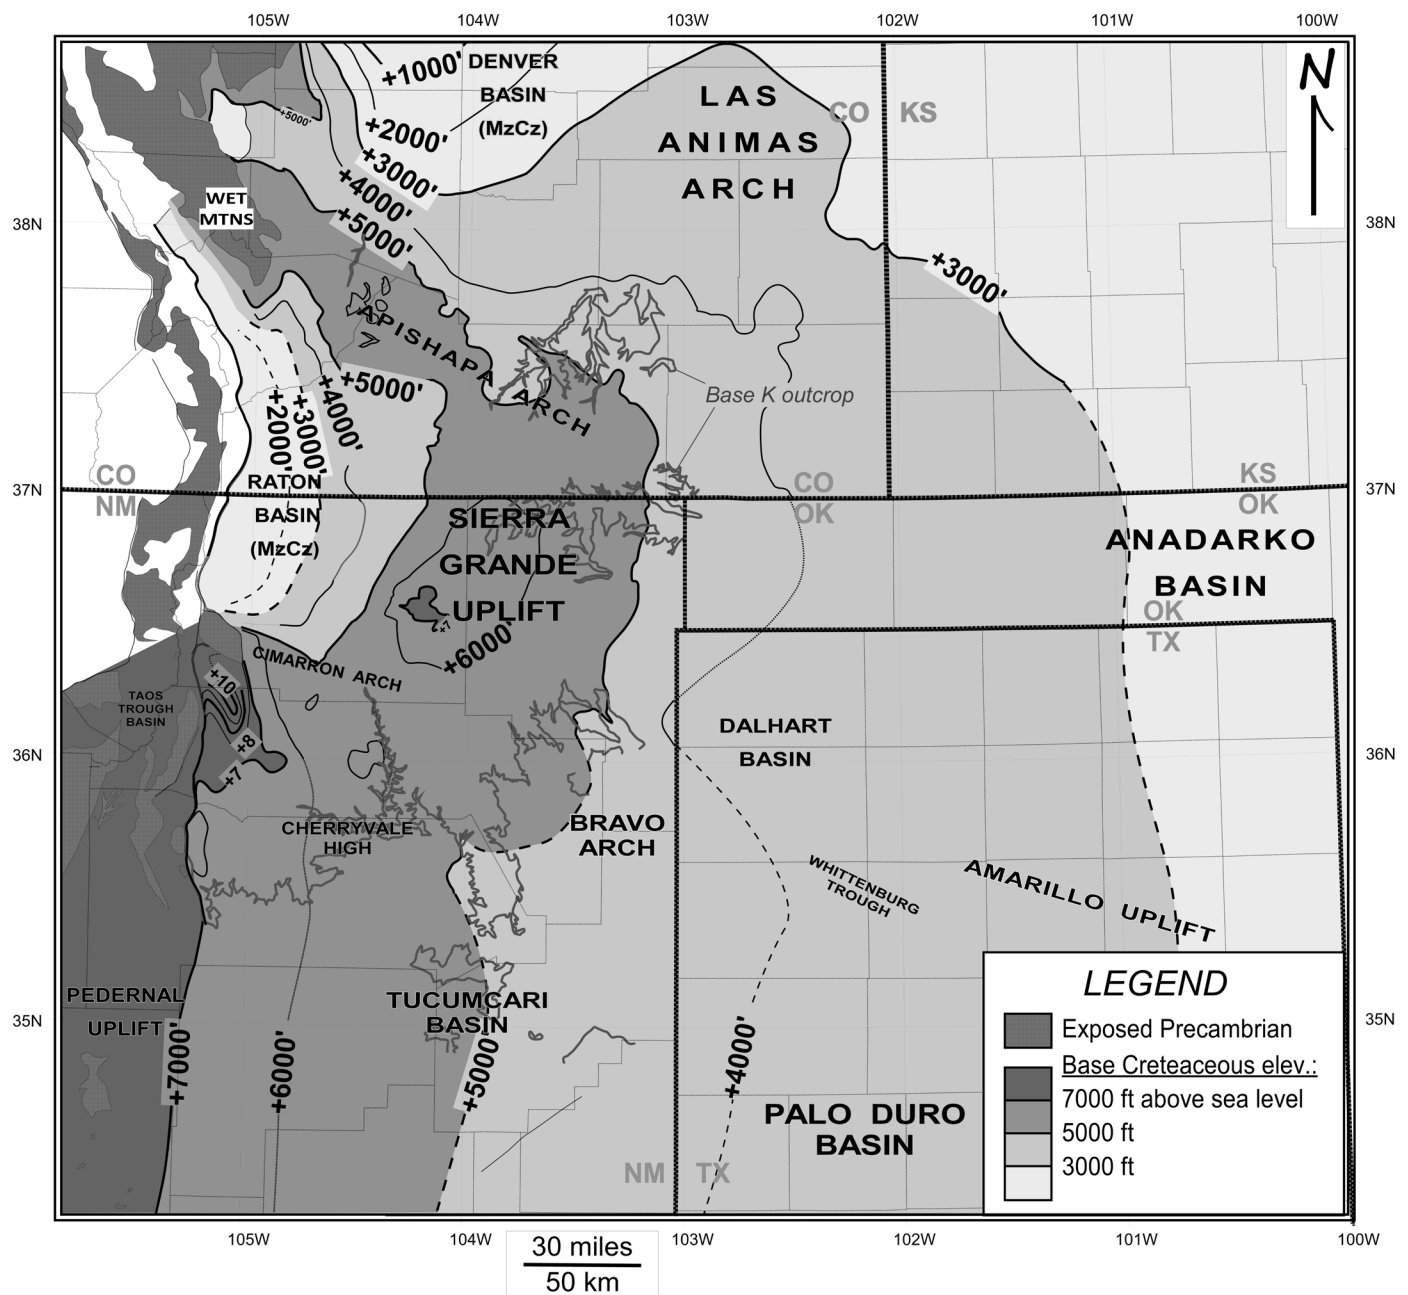 105W 104W 103W 102W 101W 100W
+1000'
DENVER
BASIN
(MzCz)
LAS
ANIMAS
ARCH
CO KS
N
+5000'
+2000'
+3000'
+4000'
+5000'
WET
MTNS
38N 38N
+3000'
APISHAPA ARCH
+5000'
+4000'
+3000'
+2000'
Base K outcrop
RATON
BASIN
(MzCz)
CO
NM
37N 37N
CO
OK
KS
OK
SIERRA
GRANDE
UPLIFT
+7
+6000'
ANADARKO
BASIN
OK
TX
CIMARRON ARCH
TAOS
TROUGH
BASIN
+10
+8
+7
DALHART
BASIN
36N 36N
CHERRYVALE
HIGH
BRAVO
ARCH
WHITTENBURG
TROUGH
AMARILLO UPLIFT
PEDERNAL
UPLIFT
TUCUMCARI
BASIN
35N 35N
+7000'
+6000'
+5000'
+4000'
PALO DURO
BASIN
NM TX
LEGEND
Exposed Precambrian
Base Creteaceous elev.:
7000 ft above sea level
5000 ft
3000 ft
105W 104W 103W 102W 101W 100W
30 miles
50 km